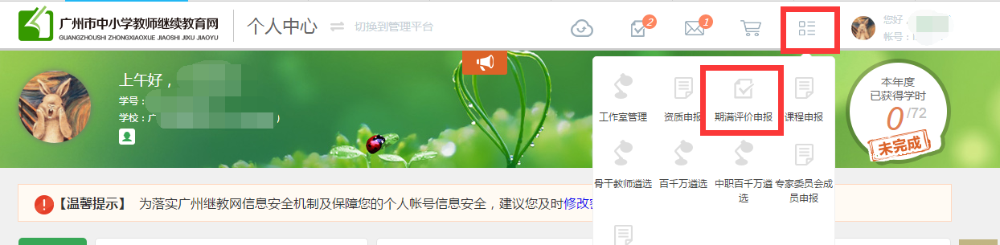 广州市中小学教师继续教育网
GUANGZHOUSHI ZHONGXIAOXUE JIAOSHI JIXU JIAOYU
个人中心
切换到管理平台
2
1
您好，
帐号：
上午好，
学号：
学校：广
)
工作室管理
资质申报
期满评价申报
课程申报
骨干教师遴选
百千万遴选
中职百千万遴
选
专家委员会成
员申报
本年度
已获得学时
0/72
未完成
【温馨提示】 为落实广州继教网信息安全机制及保障您的个人帐号信息安全，建议您及时修改